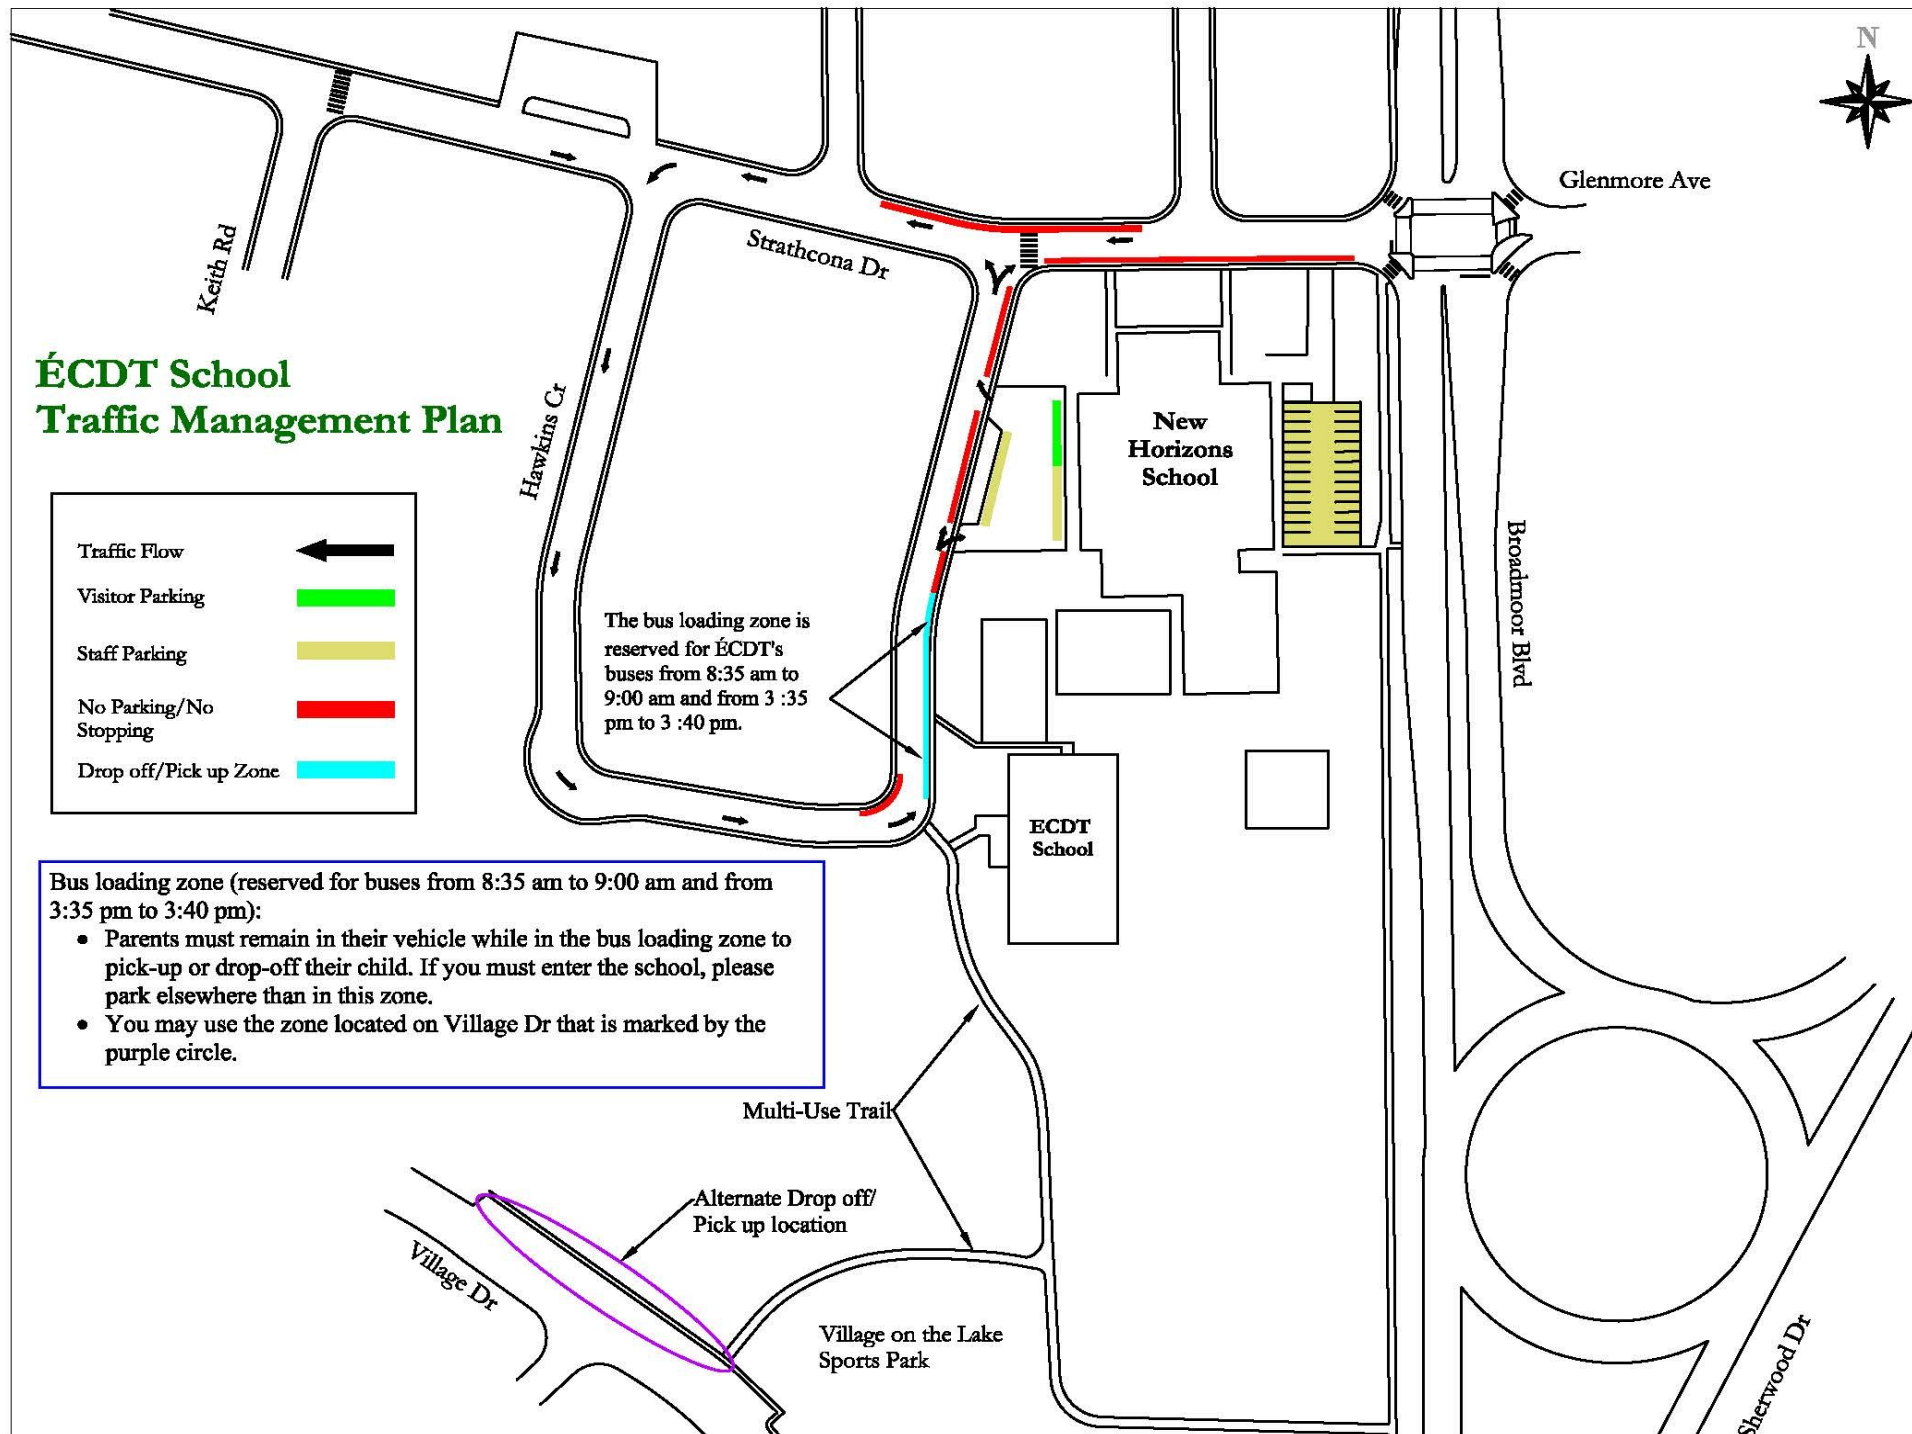 N
Glenmore Ave
Strathcona Dr
Keith Rd
ÉCDT School
Traffic Management Plan
Hawkins Cr
New
Horizons
School
Traffic Flow
Visitor Parking
Staff Parking
No Parking/No
Stopping
Drop off/Pick up Zone
The bus loading zone is
reserved for ÉCDT's
buses from 8:35 am to
9:00 am and from 3 :35
pm to 3 :40 pm.
Broadmoor Blvd
ECDT
School
Bus loading zone (reserved for buses from 8:35 am to 9:00 am and from
3:35 pm to 3:40 pm):
• Parents must remain in their vehicle while in the bus loading zone to
pick-up or drop-off their child. If you must enter the school, please
park elsewhere than in this zone.
• You may use the zone located on Village Dr that is marked by the
purple circle.
Multi-Use Trail
Alternate Drop off/
Pick up location
Village Dr
Village on the Lake
Sports Park
Sherwood Dr